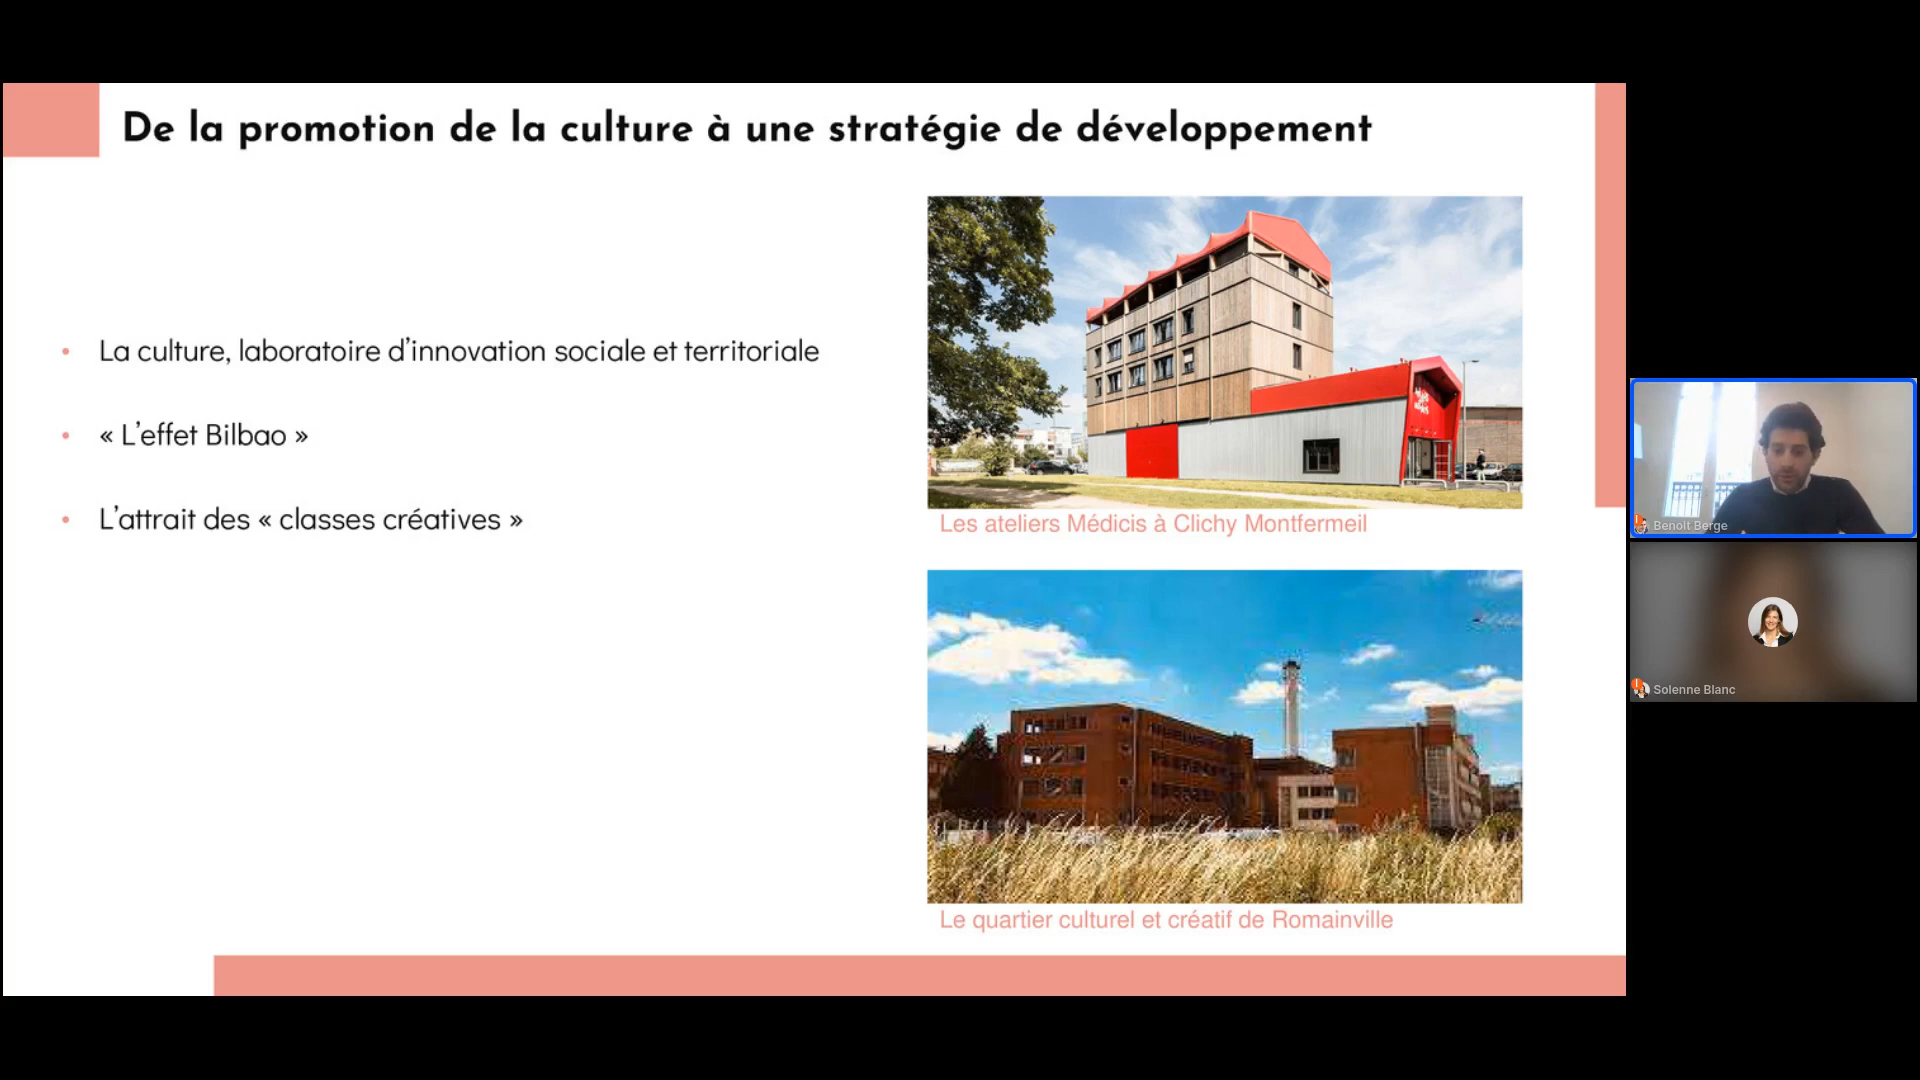 De la promotion de la culture à une stratégie de développement
• La culture, laboratoire d’innovation sociale et territoriale
• « L’effet Bilbao »
• L’attrait des « classes créatives »
Les ateliers Médicis à Clichy Montfermeil
Le quartier culturel et créatif de Romainville
Benoit Berge
Solenne Blanc